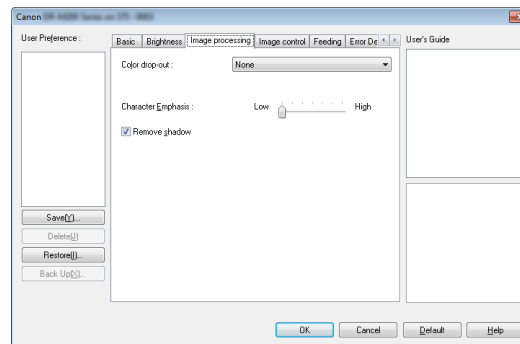 Canon
User Preference :
Basic
Brightness
Image processing
Image control
Feeding
Error De
User's Guide
Color drop-out :
None
Character Emphasis :
Low
High
Remove shadow
Save(Y)...
Delete(J)
Restore(I)...
Back Up(X)...
OK
Cancel
Default
Help